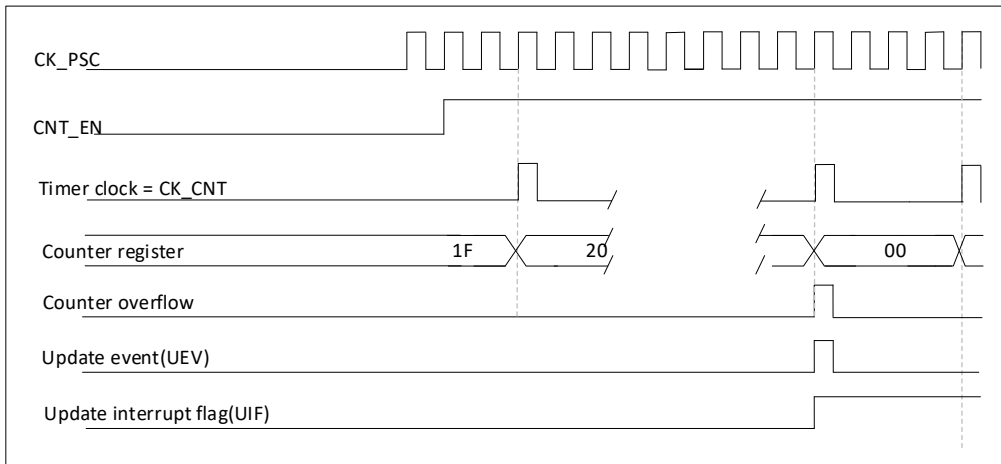 CK_PSC
CNT_EN
Timer clock = CK_CNT
Counter register 1F 20 00
Counter overflow
Update event(UEV)
Update interrupt flag(UIF)